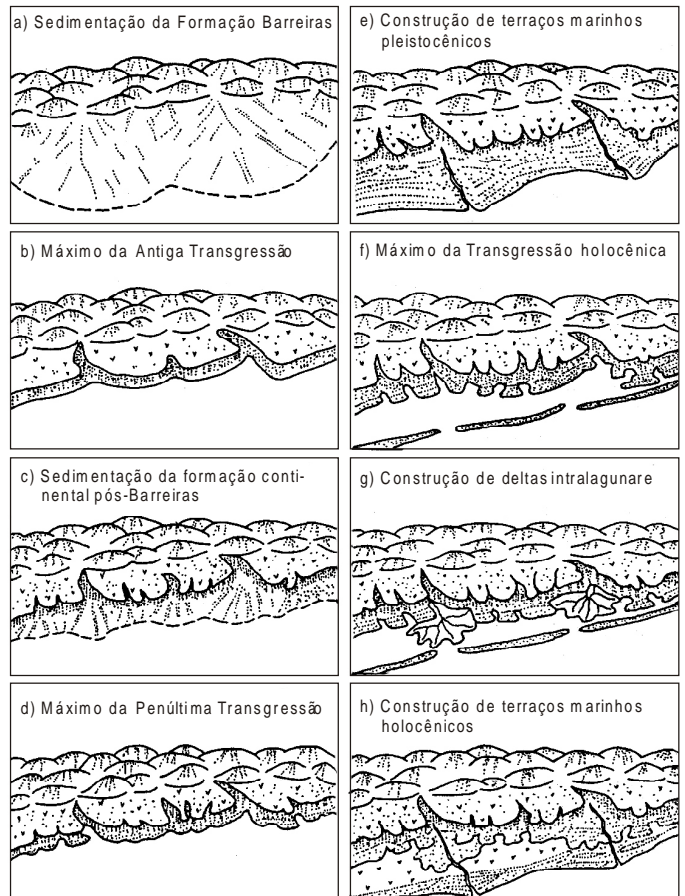 a) Sedimentação da Formação Barreiras
b) Máximo da Antiga Transgressão
c) Sedimentação da formação conti-
nental pós-Barreiras
d) Máximo da Penúltima Transgressão
e) Construção de terraços marinhos
pleistocênicos
f) Máximo da Transgressão holocênica
g) Construção de deltas intralagunare
h) Construção de terraços marinhos
holocênicos